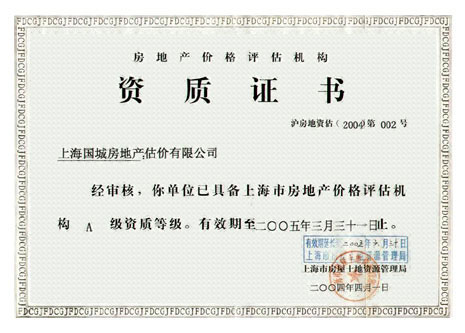 房地产价格评估机构
资质证书
沪房地资估(2004)第002号
上海国城房地产估价有限公司
经审核,你单位已具备上海市房地产价格评估机
构 A 级资质等级。有效期至二〇〇五年三月三十一日止。
上海市房屋土地资源管理局
二〇〇四年四月一日